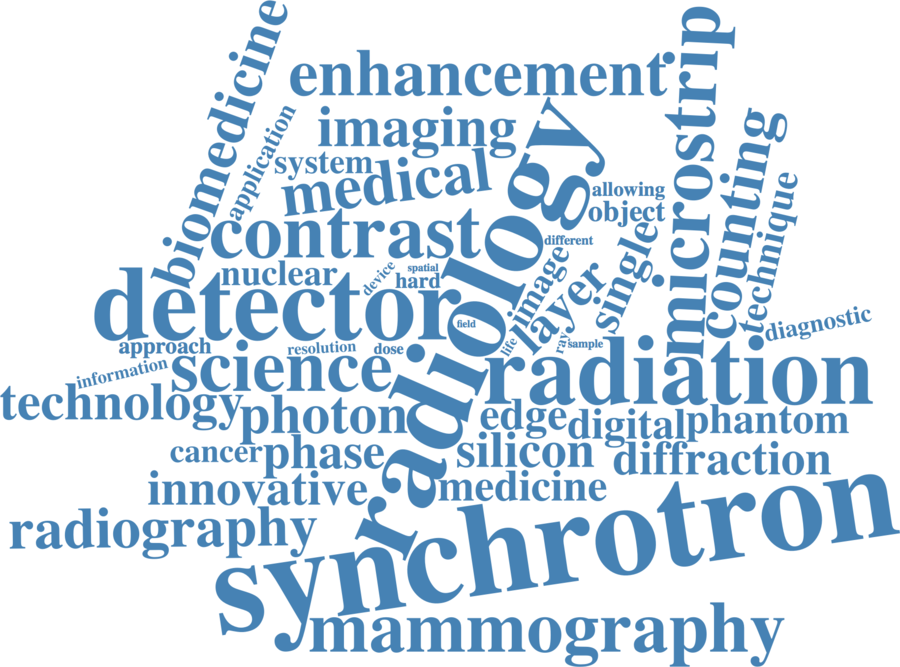 biomedicine
enhancement
microstrip
imaging
application
system
medical
radiology
counting
technique
allowing
object
contrast
different
single
nuclear
device
spatial
hard
image
layer
detector
field
life
ray
sample
diagnostic
approach
resolution
dose
information
science
radiation
technology
photon
edge
digital
phantom
cancer
phase
silicon
diffraction
innovative
medicine
radiography
synchrotron
mammography